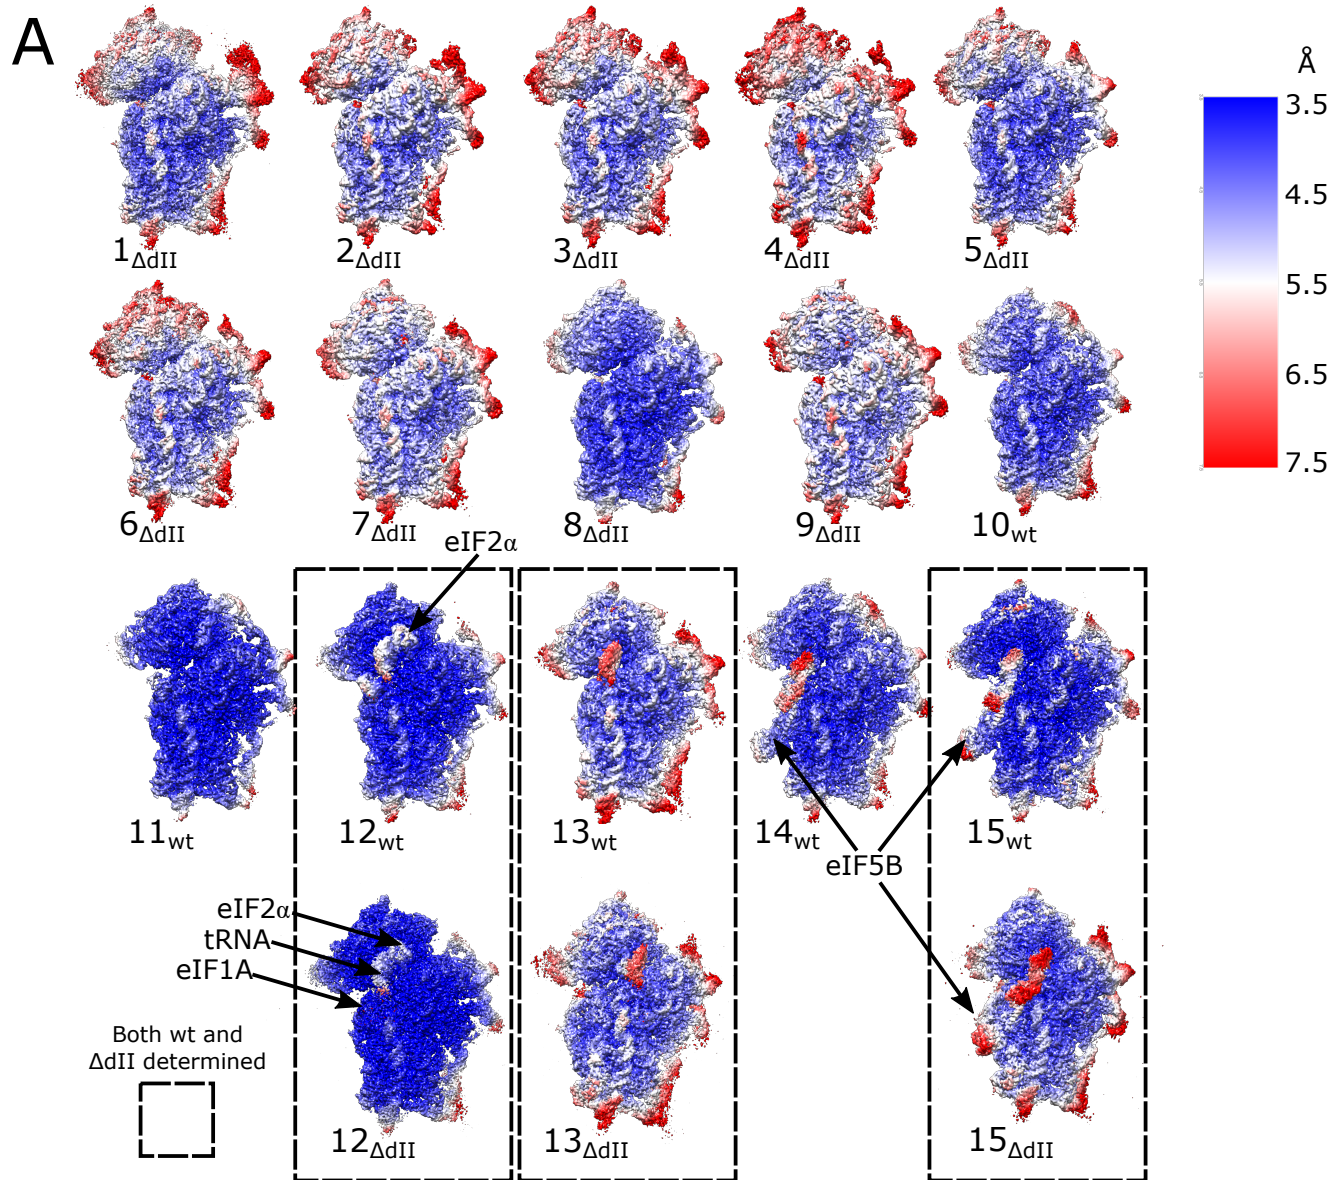 A
Å
3.5
4.5
5.5
6.5
7.5
1ΔdII
2ΔdII
3ΔdII
4ΔdII
5ΔdII
6ΔdII
7ΔdII
8ΔdII
9ΔdII
10wt
eIF2α
11wt
12wt
13wt
14wt
15wt
eIF5B
eIF2α
tRNA
eIF1A
Both wt and
ΔdII determined
12ΔdII
13ΔdII
15ΔdII